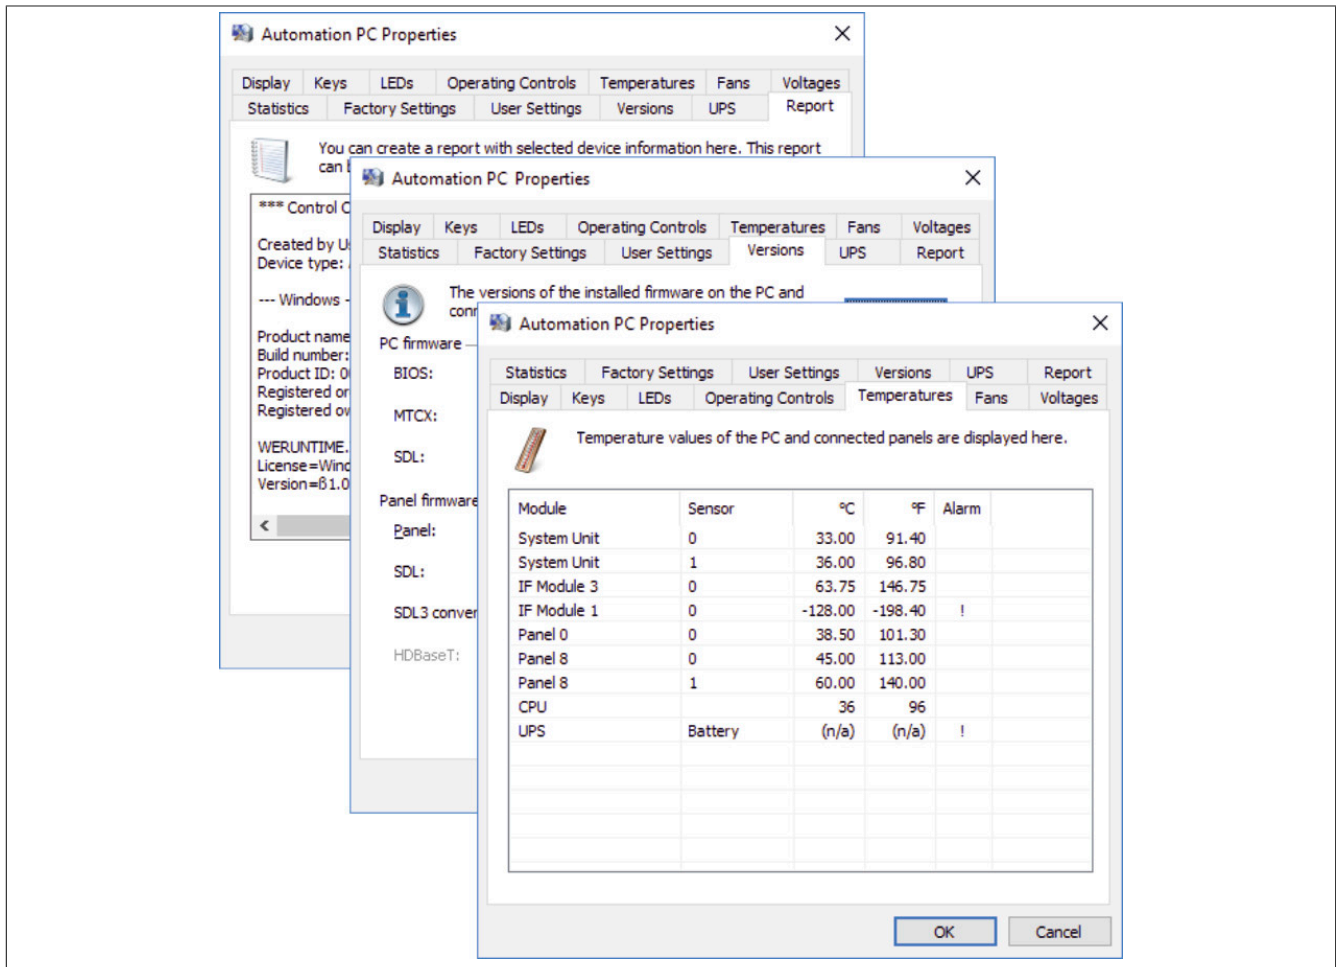 Automation PC Properties
Display Keys LEDs Operating Controls Temperatures Fans Voltages
Statistics Factory Settings User Settings Versions UPS Report
You can create a report with selected device information here. This report
can
*** Control
Created by
Device type:
--- Windows -
Product name
Build number:
Product ID:
Registered
Registered
WERUNTIME.
License=Wind
Version=ß1.0
Automation PC Properties
Display Keys LEDs Operating Controls Temperatures Fans Voltages
Statistics Factory Settings User Settings Versions UPS Report
The versions of the installed firmware on the PC and
PC firmware
BIOS:
MTCX:
SDL:
Panel firmware
Panel:
SDL:
SDL3 conver
HDBaseT:
Automation PC Properties
Statistics Factory Settings User Settings Versions UPS Report
Display Keys LEDs Operating Controls Temperatures Fans Voltages
Temperature values of the PC and connected panels are displayed here.
Module Sensor °C °F Alarm
System Unit 0 33.00 91.40
System Unit 1 36.00 96.80
IF Module 3 0 63.75 146.75
IF Module 1 0 -128.00 -198.40 !
Panel 0 0 38.50 101.30
Panel 8 0 45.00 113.00
Panel 8 1 60.00 140.00
CPU 36 96
UPS Battery (n/a) (n/a) !
OK Cancel